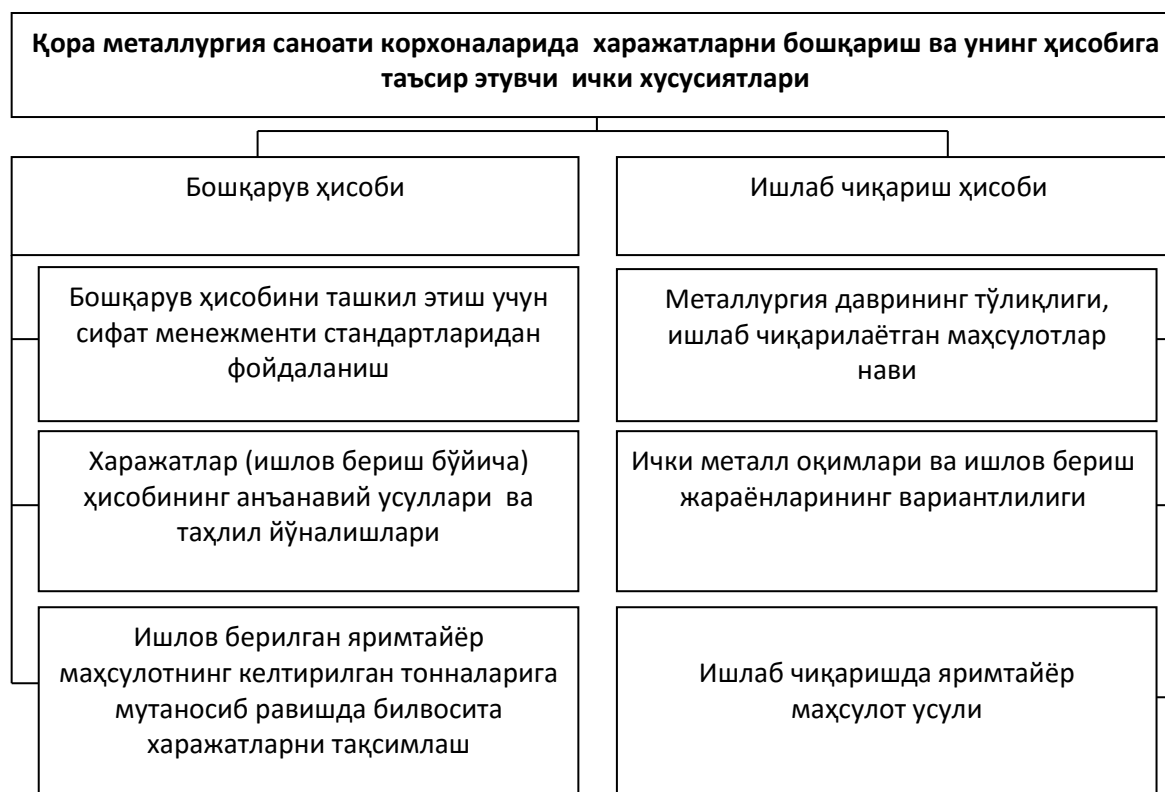 Қора металлургия саноати корхоналарида харажатларни бошқариш ва унинг ҳисобига
таъсир этувчи ички хусусиятлари
Бошқарув ҳисоби
Ишлаб чиқариш ҳисоби
Бошқарув ҳисобини ташкил этиш учун
сифат менежменти стандартларидан
фойдаланиш
Металлургия даврининг тўлиқлиги,
ишлаб чиқарилаётган маҳсулотлар
нави
Харажатлар (ишлов бериш бўйича)
ҳисобининг анъанавий усуллари ва
таҳлил йўналишлари
Ички металл оқимлари ва ишлов бериш
жараёнларининг вариантлилиги
Ишлов берилган яримтайёр
маҳсулотнинг келтирилган тонналарига
мутаносиб равишда билвосита
харажатларни тақсимлаш
Ишлаб чиқаришда яримтайёр
маҳсулот усули